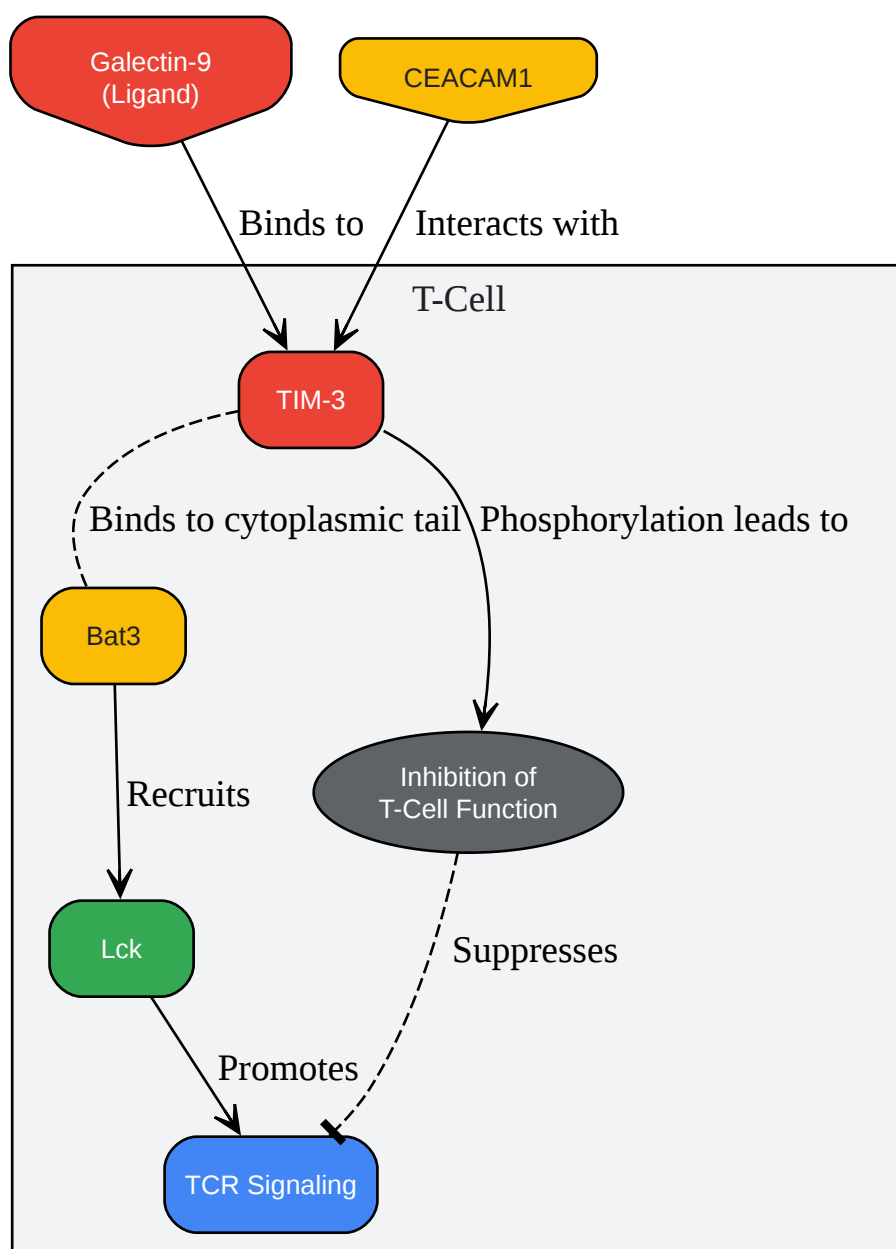 Galectin-9
(Ligand)
CEACAM1
Binds to
Interacts with
T-Cell
TIM-3
Binds to cytoplasmic tail
Phosphorylation leads to
Bat3
Inhibition of
T-Cell Function
Recruits
Lck
Suppresses
Promotes
TCR Signaling